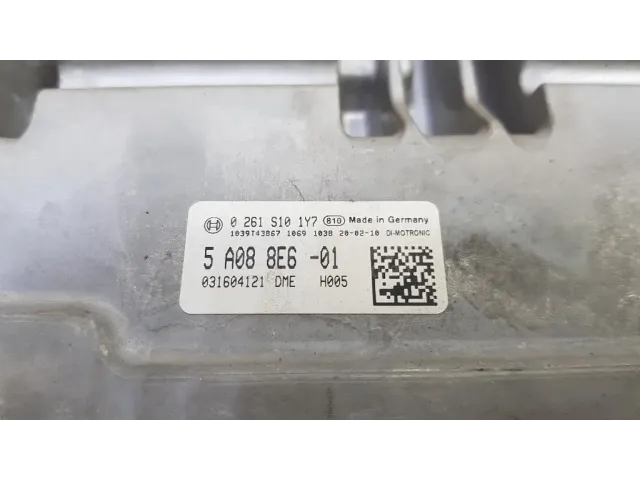 0 261 S10 1Y7 810 Made in Germany
1039T43867 1069 1038 20-02-10 DI-MOTRONIC
5 A08 8E6 -01
031604121 DME H005